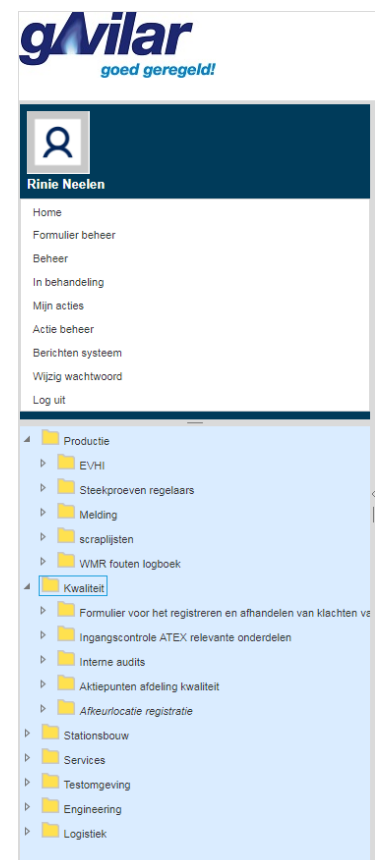 gAvilar
goed geregeld!
Rinie Neelen
Home
Formulier beheer
Beheer
In behandeling
Mijn acties
Actie beheer
Berichten systeem
Wijzig wachtwoord
Log uit
Productie
EVHI
Steekproeven regelaars
Melding
scraplijsten
WMR fouten logboek
Kwaliteit
Formulier voor het registreren en afhandelen van klachten va
Ingangscontrole ATEX relevante onderdelen
Interne audits
Aktiepunten afdeling kwaliteit
Afkeurlocatie registratie
Stationsbouw
Services
Testomgeving
Engineering
Logistiek